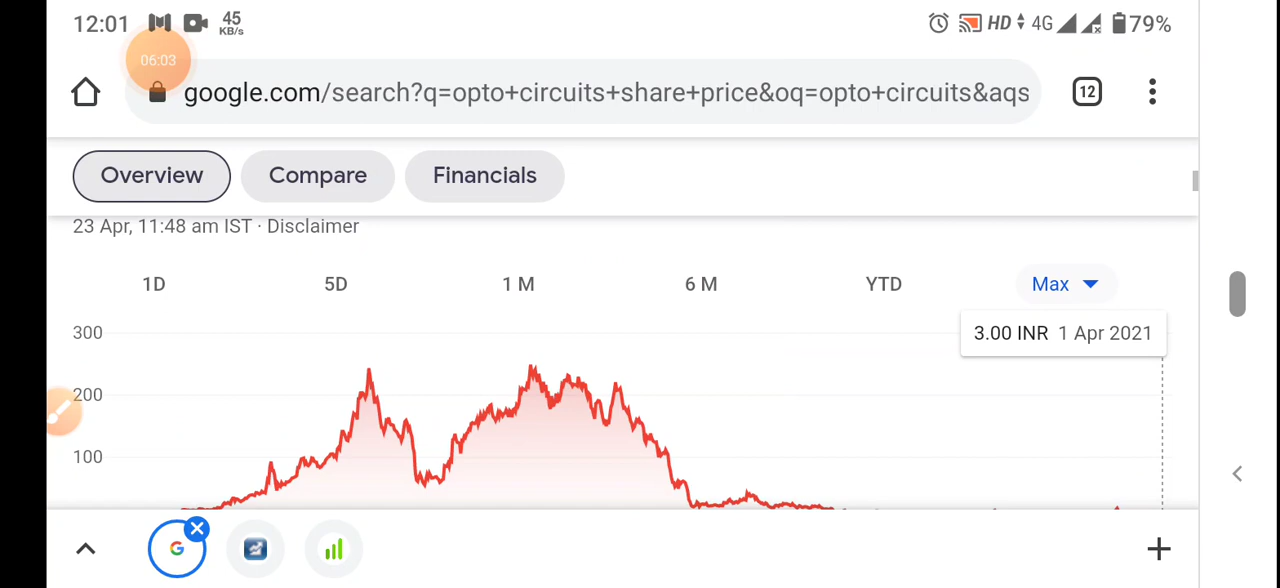 12:01 45 KB/s HD 4G 79%
06:03
google.com/search?q=opto+circuits+share+price&oq=opto+circuits&aqs
12
Overview Compare Financials
23 Apr, 11:48 am IST · Disclaimer
1D 5D 1 M 6 M YTD Max
300
3.00 INR 1 Apr 2021
200
100
G